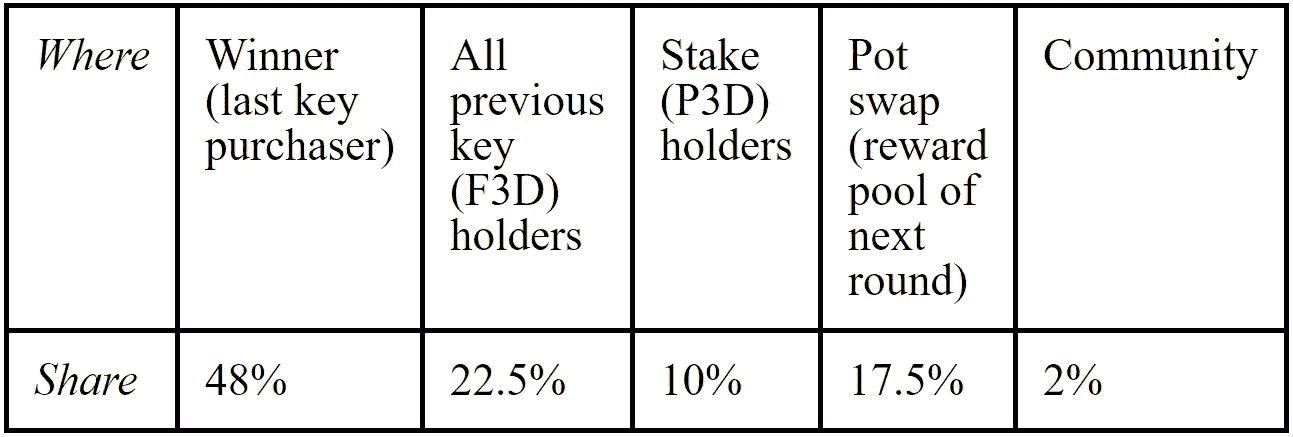 Where
Winner
(last key
purchaser)
All
previous
key
(F3D)
holders
Stake
(P3D)
holders
Pot
swap
(reward
pool of
next
round)
Community
Share
48%
22.5%
10%
17.5%
2%